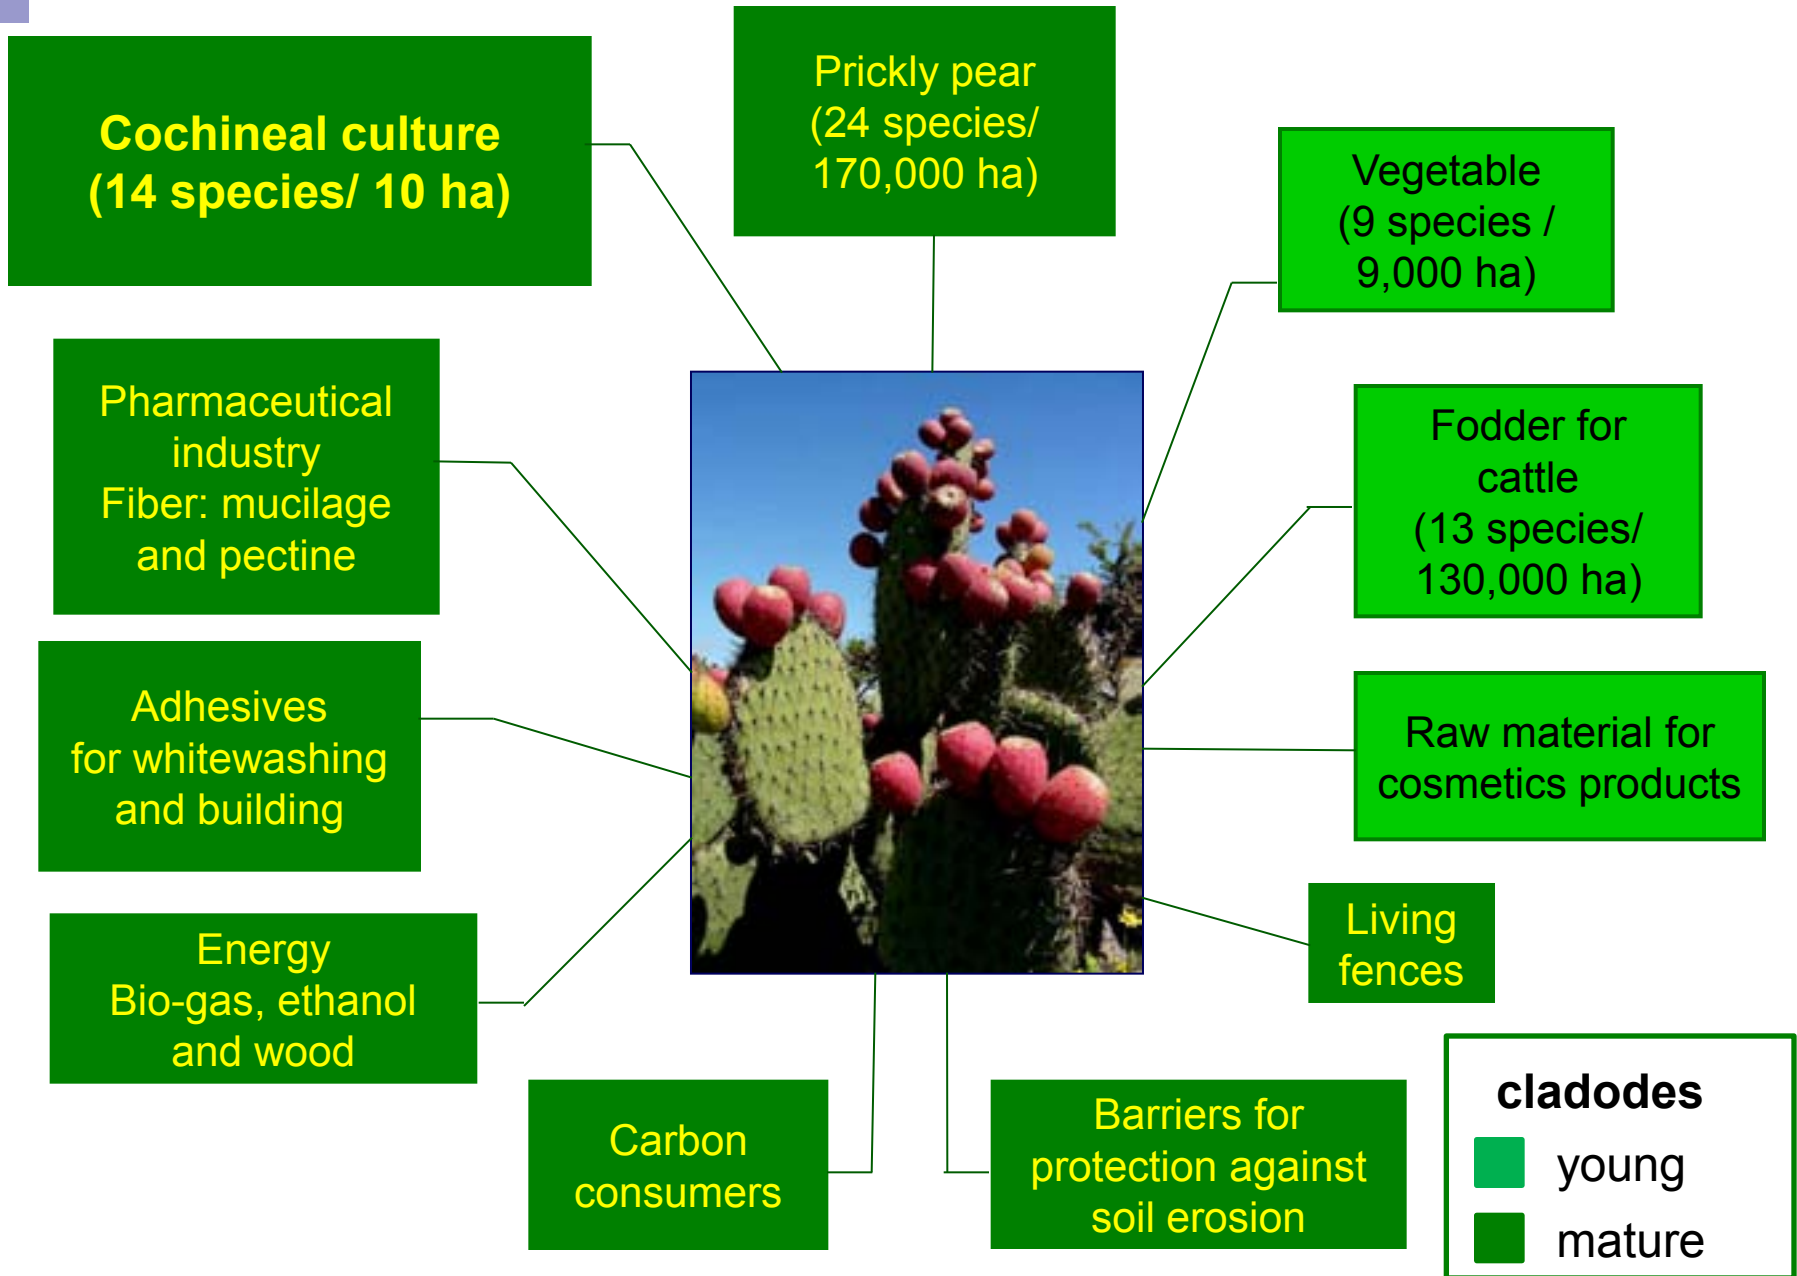 Cochineal culture
(14 species/ 10 ha)
Prickly pear
(24 species/
170,000 ha)
Vegetable
(9 species /
9,000 ha)
Pharmaceutical
industry
Fiber: mucilage
and pectine
Fodder for
cattle
(13 species/
130,000 ha)
Adhesives
for whitewashing
and building
Raw material for
cosmetics products
Energy
Bio-gas, ethanol
and wood
Living
fences
Carbon
consumers
Barriers for
protection against
soil erosion
cladodes
young
mature